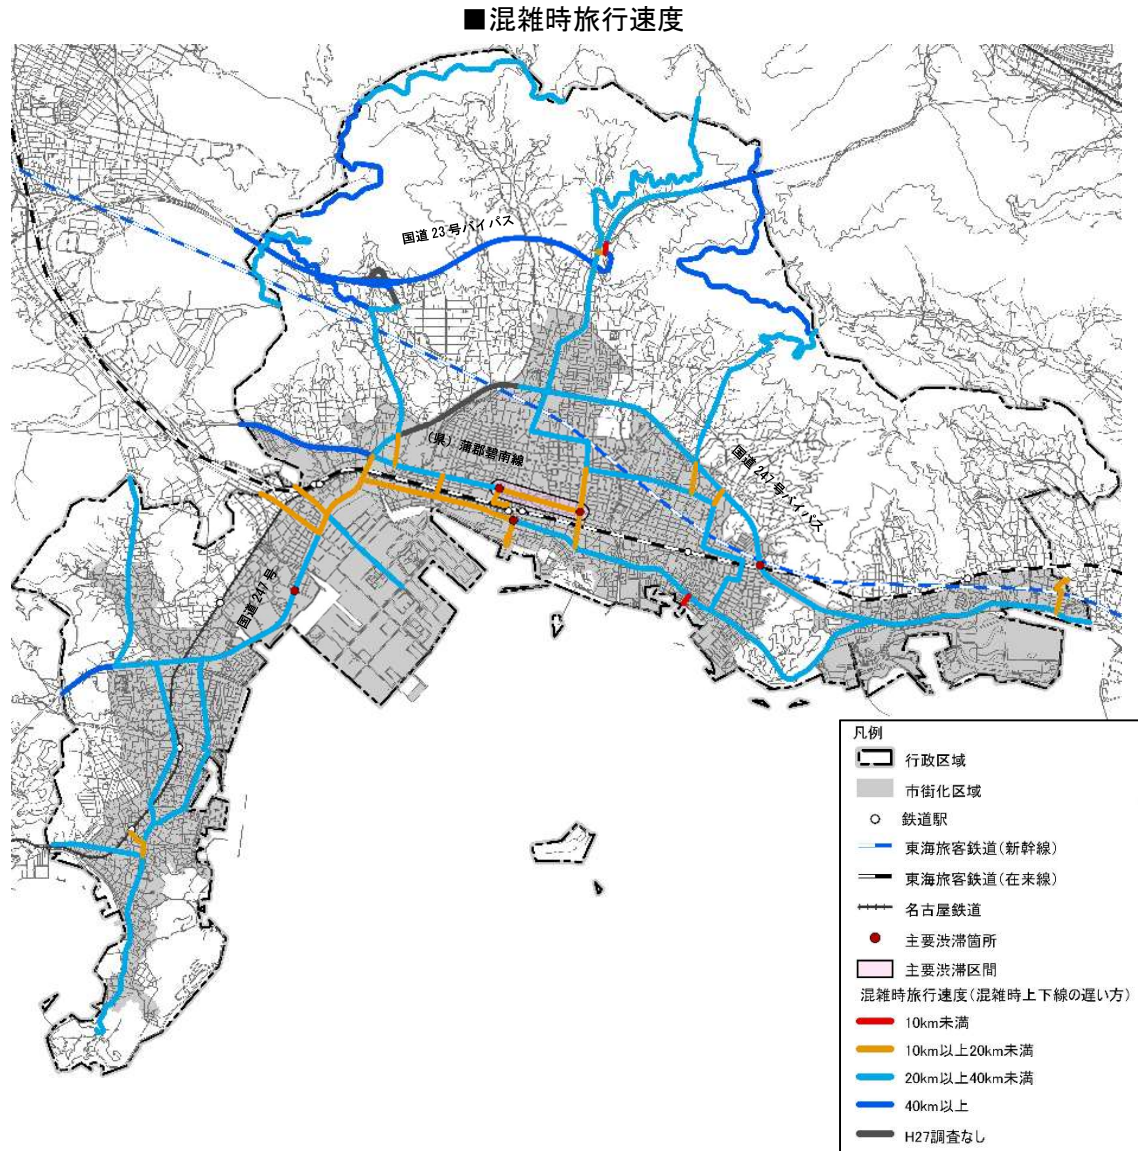 ■混雑時旅行速度
国道23号バイパス
(県)蒲郡碧南線
国道247号バイパス
国道247号
凡例
行政区域
市街化区域
鉄道駅
東海旅客鉄道(新幹線)
東海旅客鉄道(在来線)
名古屋鉄道
主要渋滞箇所
主要渋滞区間
混雑時旅行速度(混雑時上下線の遅い方)
10km未満
10km以上20km未満
20km以上40km未満
40km以上
H27調査なし